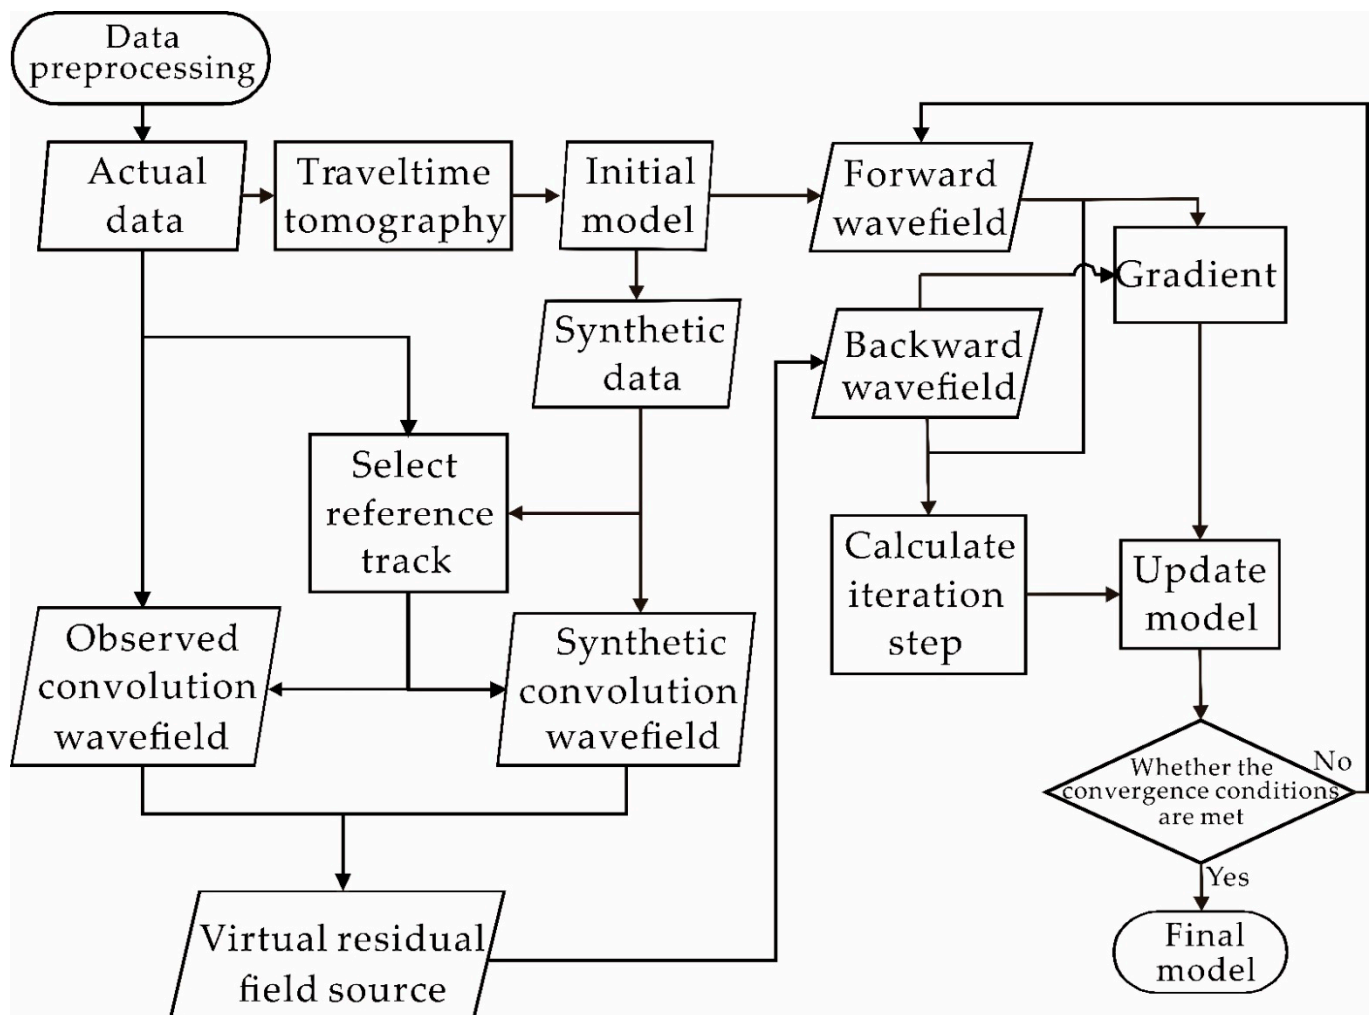 Data
preprocessing
Actual
data
Traveltime
tomography
Initial
model
Forward
wavefield
Gradient
Synthetic
data
Backward
wavefield
Select
reference
track
Calculate
iteration
step
Update
model
Observed
convolution
wavefield
Synthetic
convolution
wavefield
Whether the
convergence conditions
are met
No
Yes
Virtual residual
field source
Final
model